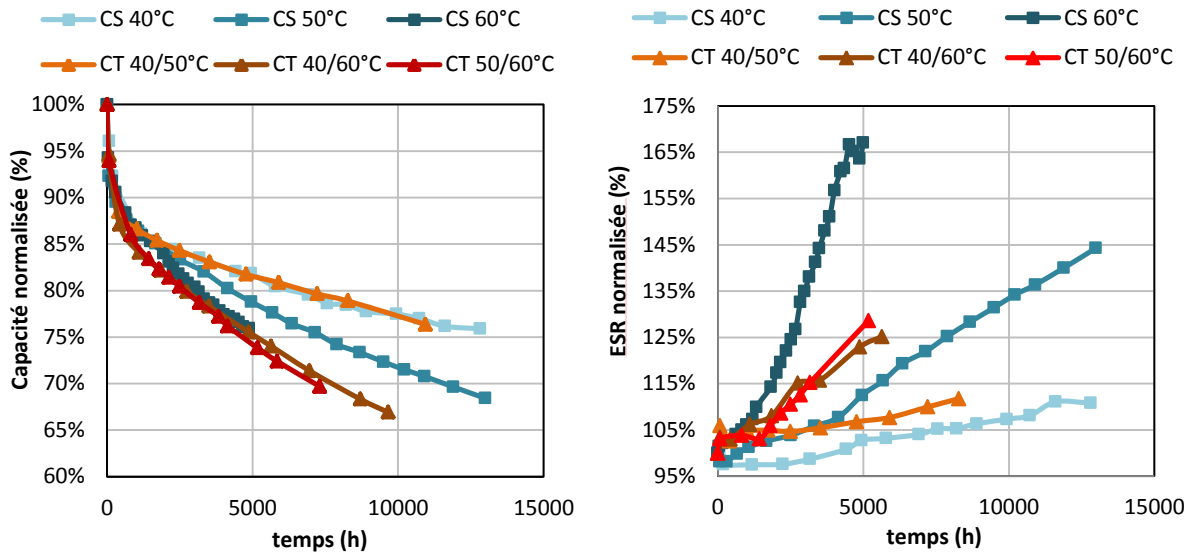 CS 40°C CS 50°C CS 60°C
CT 40/50°C CT 40/60°C CT 50/60°C
100%
95%
90%
85%
80%
75%
70%
65%
60%
Capacité normalisée (%)
0 5000 10000 15000
temps (h)
CS 40°C CS 50°C CS 60°C
CT 40/50°C CT 40/60°C CT 50/60°C
175%
165%
155%
145%
135%
125%
115%
105%
95%
ESR normalisée (%)
0 5000 10000 15000
temps (h)